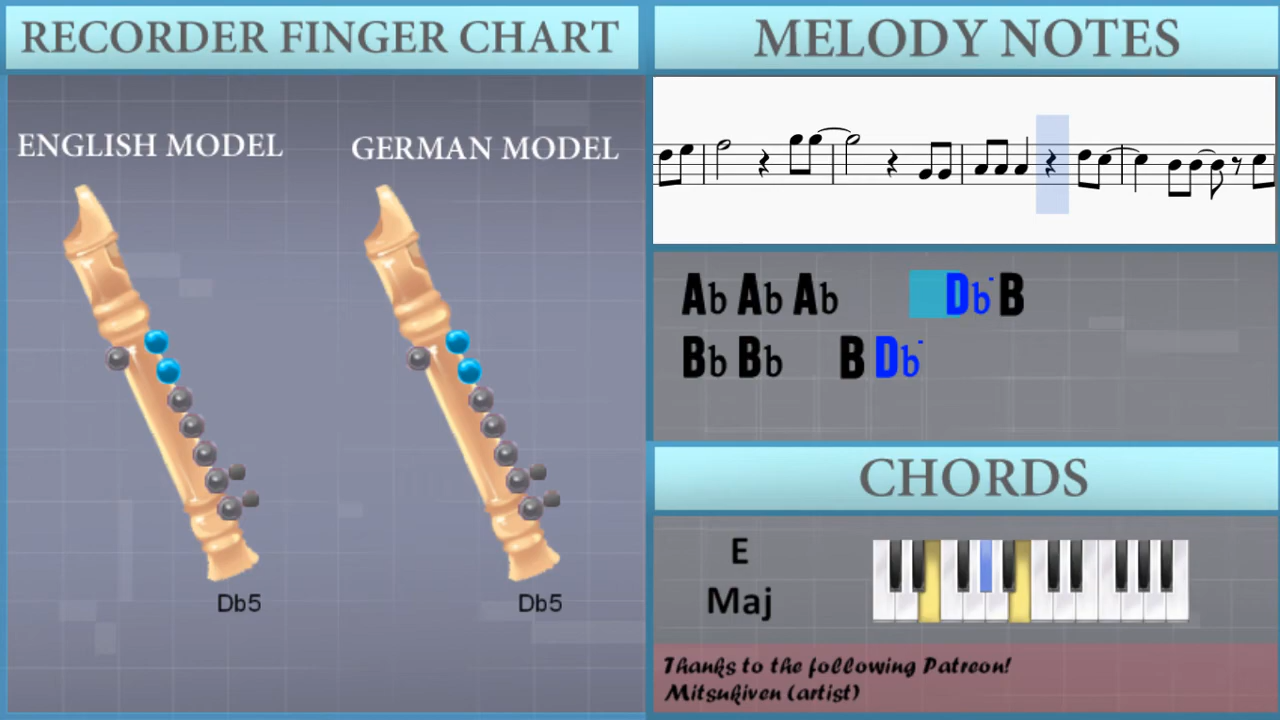 RECORDER FINGER CHART
ENGLISH MODEL
GERMAN MODEL
Db5
Db5
MELODY NOTES
Ab Ab Ab Db˙ B
Bb Bb B Db˙
CHORDS
E
Maj
Thanks to the following Patreon!
Mitsukiven (artist)